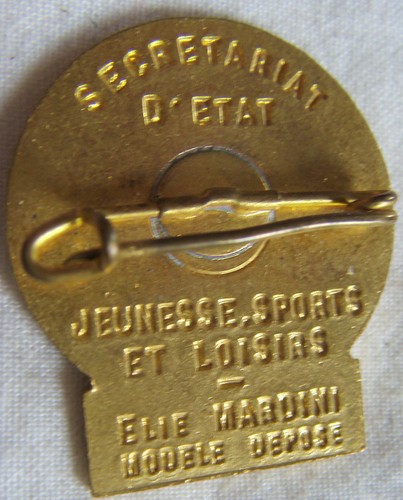 SECRETARIAT
D'ETAT
JEUNESSE.SPORTS
ET LOISIRS
—
ELIE MARDINI
MODELE DEPOSE